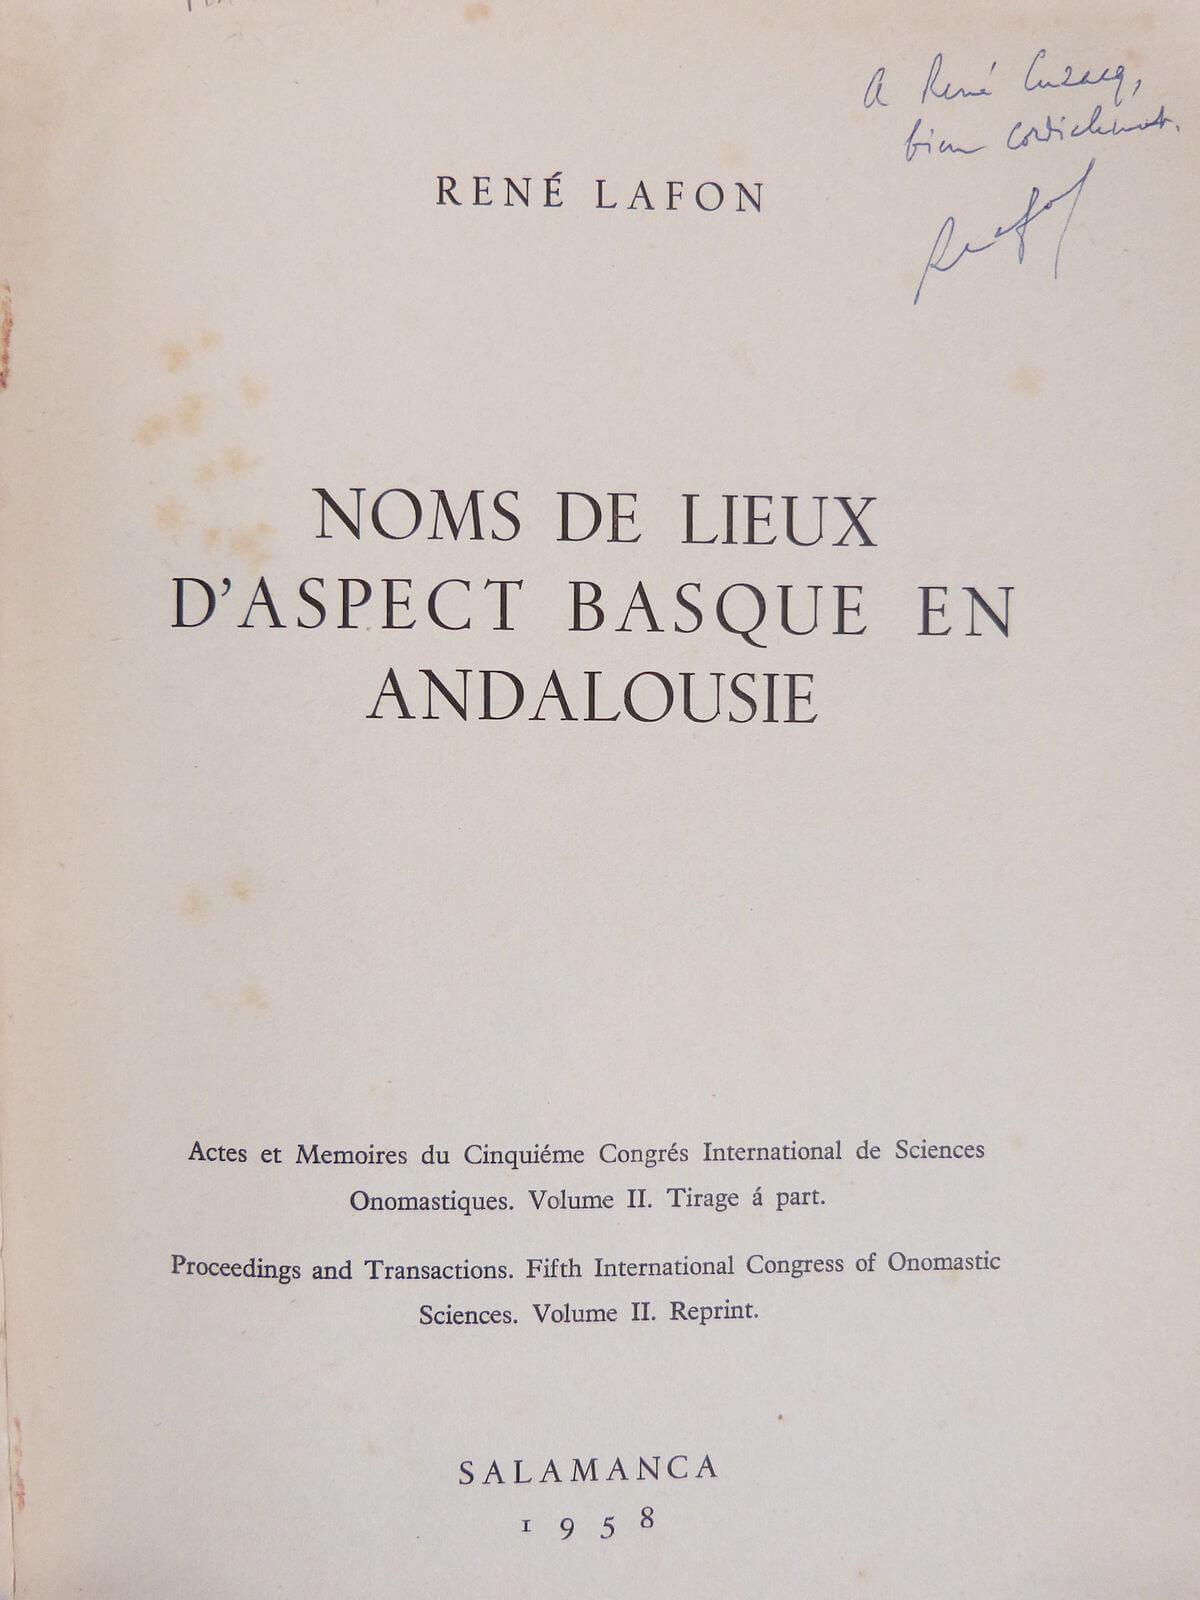 A René Cuzacq,
bien cordialement.
RENÉ LAFON
NOMS DE LIEUX
D'ASPECT BASQUE EN
ANDALOUSIE
Actes et Memoires du Cinquiéme Congrés International de Sciences
Onomastiques. Volume II. Tirage á part.
Proceedings and Transactions. Fifth International Congress of Onomastic
Sciences. Volume II. Reprint.
SALAMANCA
1958